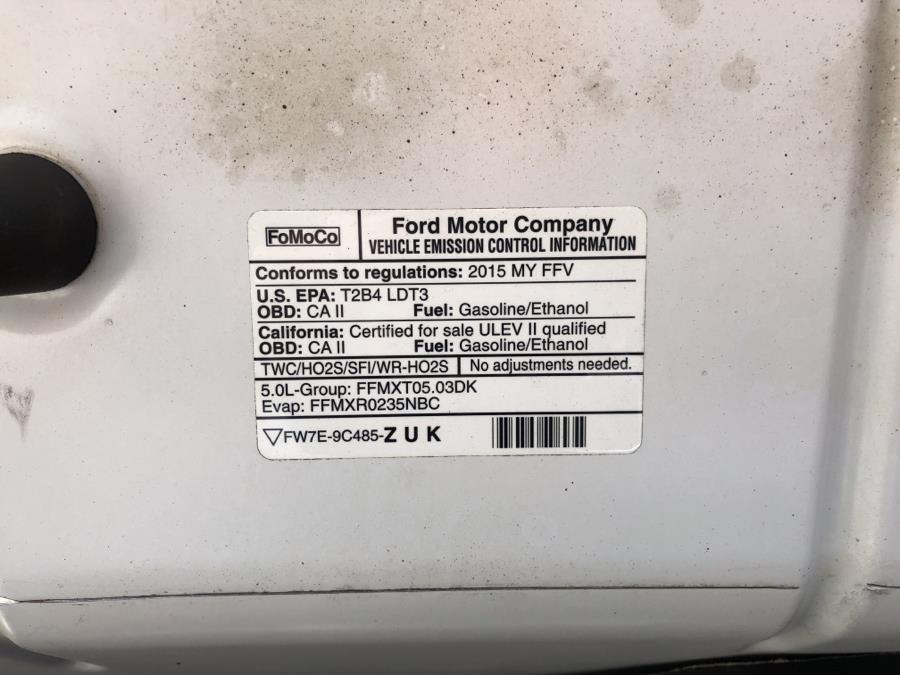 FoMoCo
Ford Motor Company
VEHICLE EMISSION CONTROL INFORMATION
Conforms to regulations: 2015 MY FFV
U.S. EPA: T2B4 LDT3
OBD: CA II Fuel: Gasoline/Ethanol
California: Certified for sale ULEV II qualified
OBD: CA II Fuel: Gasoline/Ethanol
TWC/HO2S/SFI/WR-HO2S No adjustments needed.
5.0L-Group: FFMXT05.03DK
Evap: FFMXR0235NBC
FW7E-9C485-Z U K